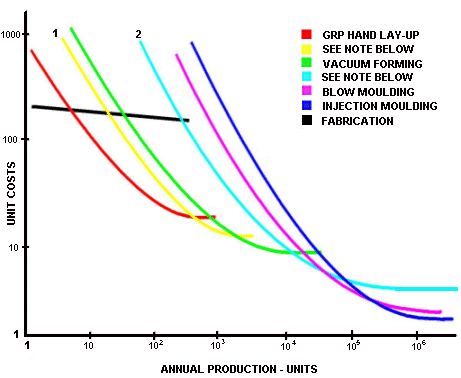 1000
100
10
1
UNIT COSTS
1
2
GRP HAND LAY-UP
SEE NOTE BELOW
VACUUM FORMING
SEE NOTE BELOW
BLOW MOULDING
INJECTION MOULDING
FABRICATION
1 10 10² 10³ 10⁴ 10⁵ 10⁶
ANNUAL PRODUCTION - UNITS